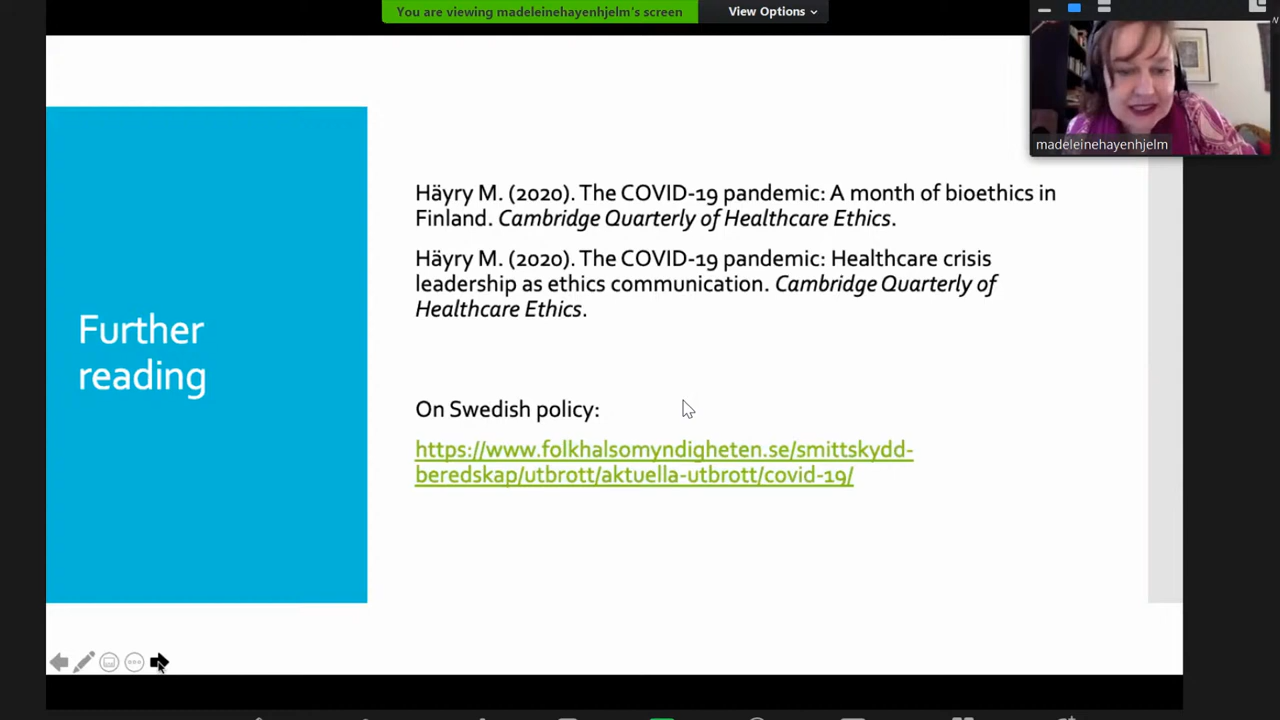 You are viewing madeleinehayenhjelm's screen
View Options
madeleinehayenhjelm
Further
reading
Häyry M. (2020). The COVID-19 pandemic: A month of bioethics in
Finland. Cambridge Quarterly of Healthcare Ethics.
Häyry M. (2020). The COVID-19 pandemic: Healthcare crisis
leadership as ethics communication. Cambridge Quarterly of
Healthcare Ethics.
On Swedish policy:
https://www.folkhalsomyndigheten.se/smittskydd-
beredskap/utbrott/aktuella-utbrott/covid-19/